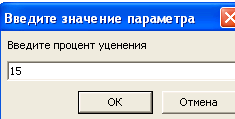 Введите значение параметра
Введите процент уценения
15
OK
Отмена